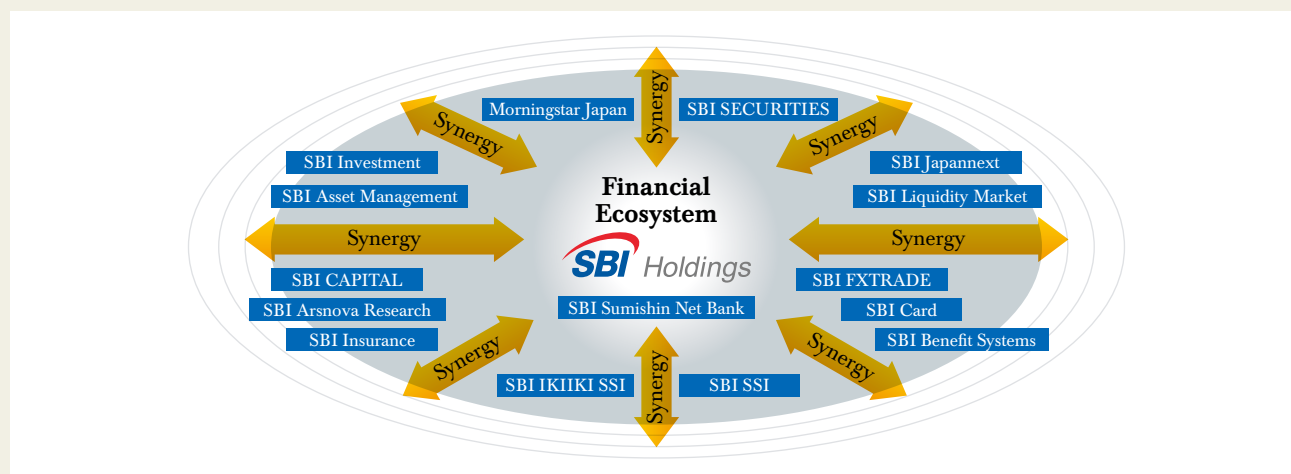 Synergy
Morningstar Japan
SBI SECURITIES
Synergy
Synergy
SBI Investment
SBI Japannext
SBI Asset Management
SBI Liquidity Market
Financial
Ecosystem
Synergy
Synergy
SBI Holdings
SBI CAPITAL
SBI FXTRADE
SBI Arsnova Research
SBI Sumishin Net Bank
SBI Card
SBI Insurance
SBI Benefit Systems
Synergy
Synergy
Synergy
SBI IKIIKI SSI
SBI SSI